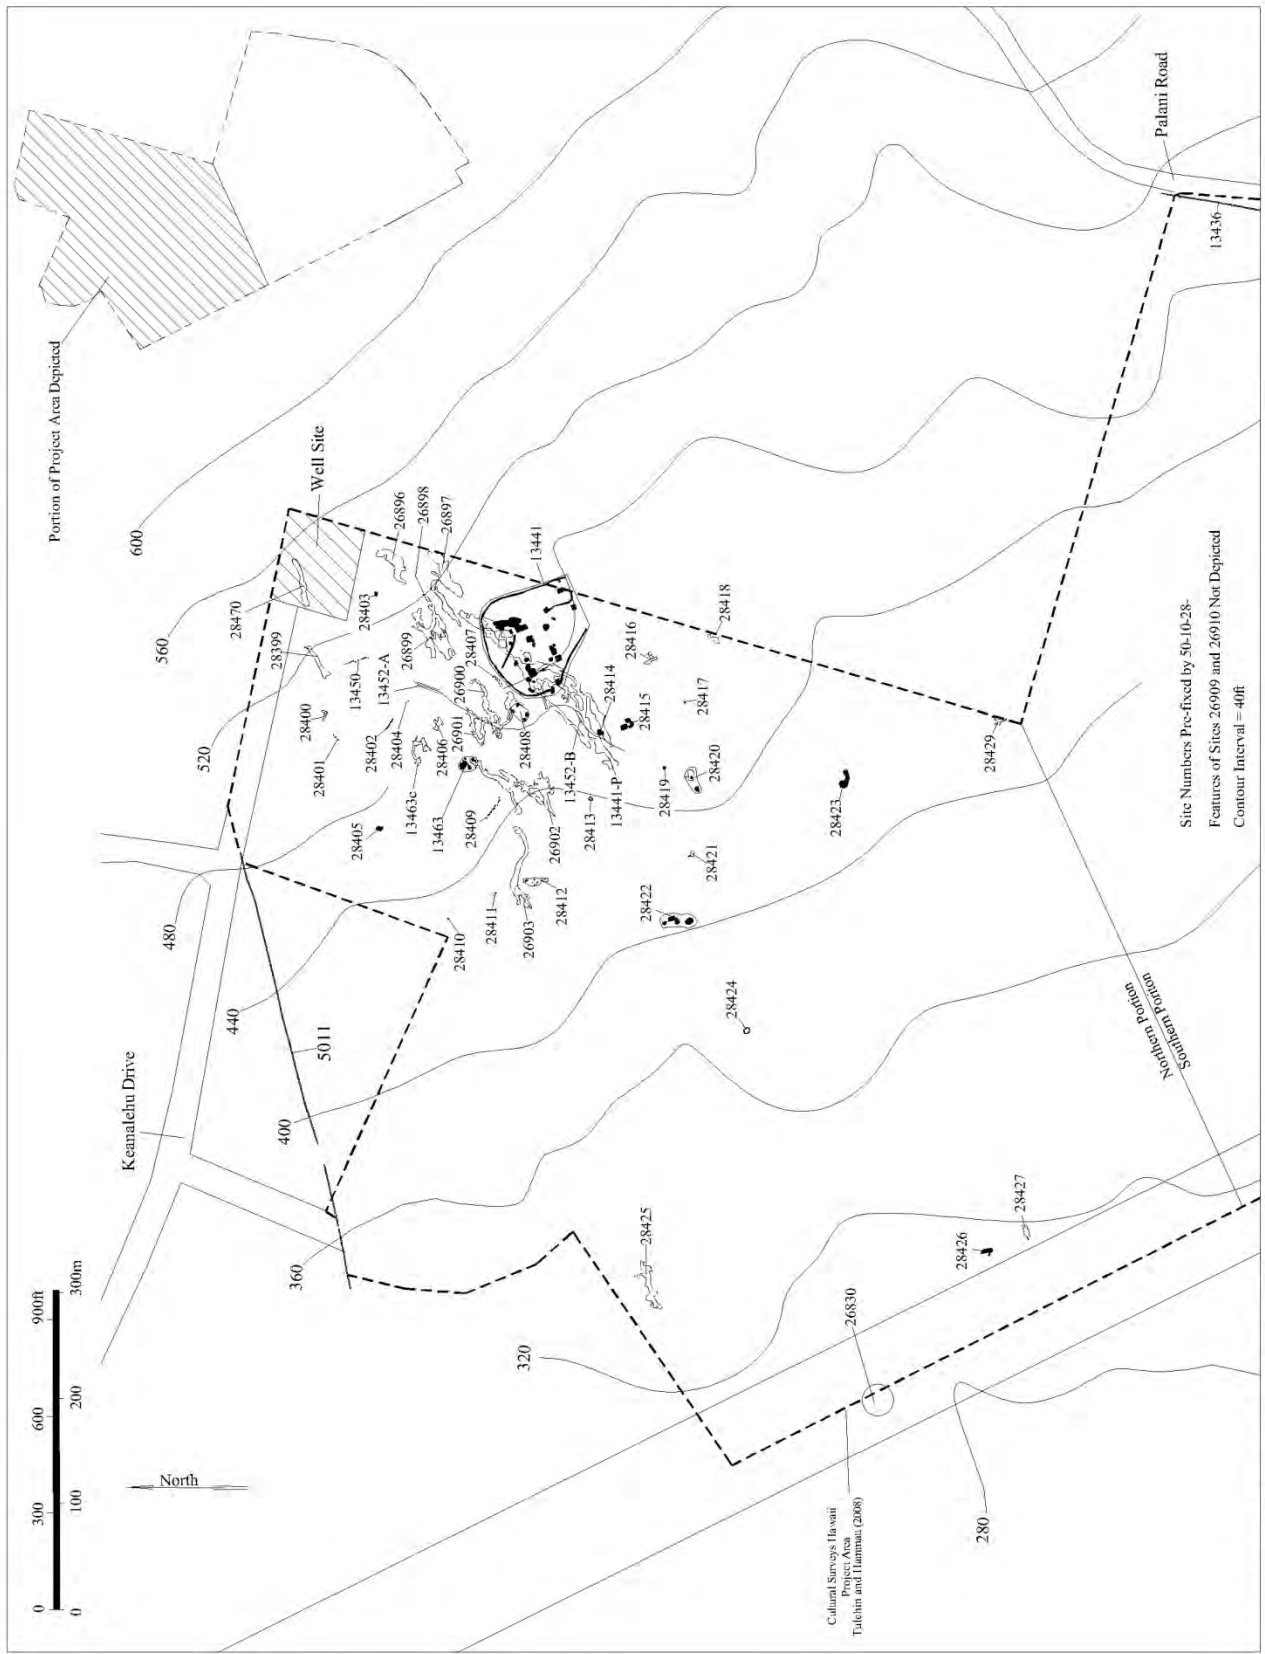 Portion of Project Area Depicted
Palani Road
13436
600
Well Site
560
28470
28399
28403
26896
26898
26897
13441
520
28400
28401
13450
13452-A
28402
28404
26899
28407
26900
26901
28406
13463c
13463
28405
28409
28408
13452-B
13441-P
28414
28415
28416
28417
28418
28413
28419
28420
26902
28412
26903
28411
28410
28421
28422
28423
28424
28429
480
440
5011
400
Keanalehu Drive
360
28425
320
28426
28427
26830
280
Northern Portion
Southern Portion
Site Numbers Pre-fixed by 50-10-28-
Features of Sites 26909 and 26910 Not Depicted
Contour Interval = 40ft
Cultural Surveys Hawaii
Project Area
Tulchin and Hammatt (2008)
North
0 300 600 900ft
0 100 200 300m